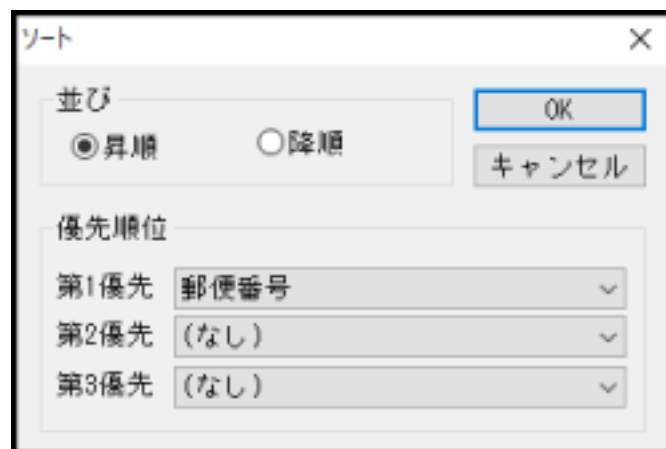 ソート
並び
昇順 降順
OK
キャンセル
優先順位
第1優先 郵便番号
第2優先 (なし)
第3優先 (なし)